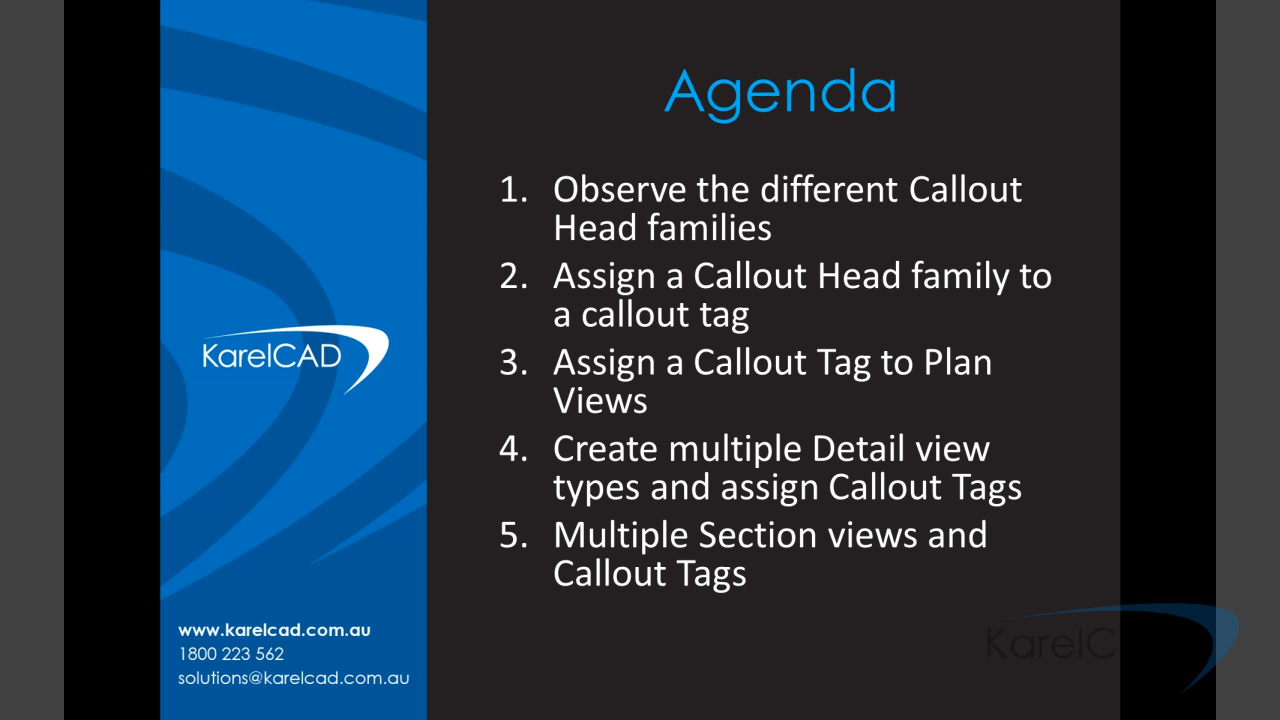 Agenda
1. Observe the different Callout
Head families
2. Assign a Callout Head family to
a callout tag
3. Assign a Callout Tag to Plan
Views
4. Create multiple Detail view
types and assign Callout Tags
5. Multiple Section views and
Callout Tags
KarelCAD
www.karelcad.com.au
1800 223 562
solutions@karelcad.com.au
KarelC